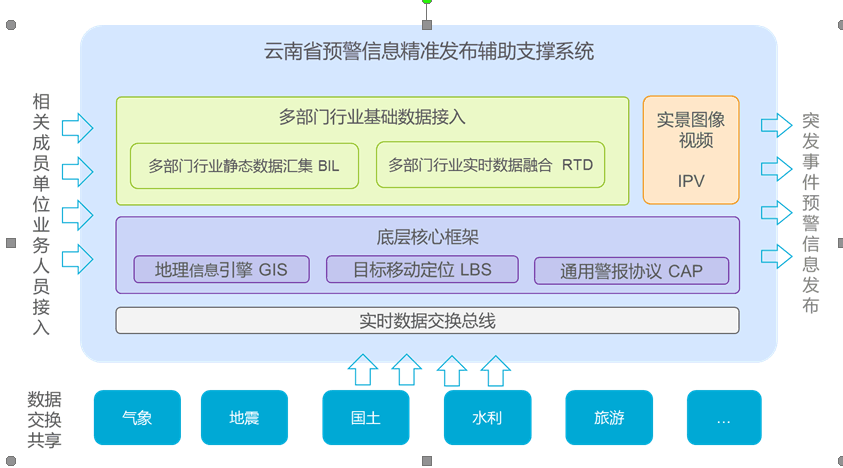 云南省预警信息精准发布辅助支撑系统
相关成员单位业务人员接入
多部门行业基础数据接入
多部门行业静态数据汇集 BIL
多部门行业实时数据融合 RTD
实景图像
视频
IPV
突发事件预警信息发布
底层核心框架
地理信息引擎 GIS
目标移动定位 LBS
通用警报协议 CAP
实时数据交换总线
数据
交换
共享
气象
地震
国土
水利
旅游
...